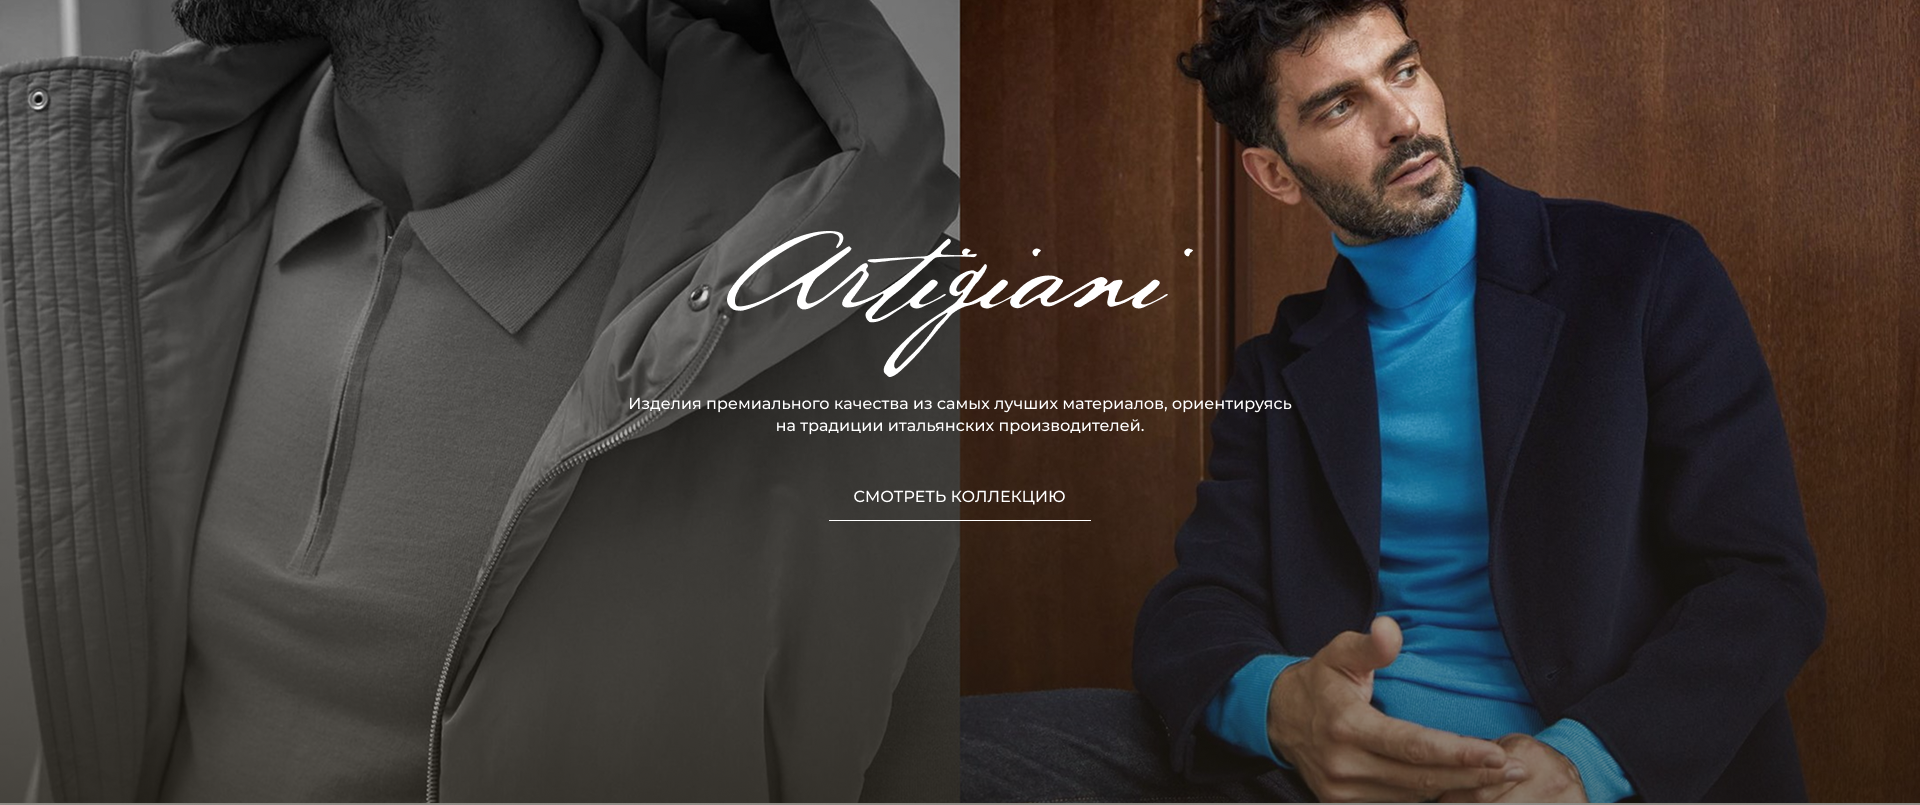 Artigiani
Изделия премиального качества из самых лучших материалов, ориентируясь
на традиции итальянских производителей.
СМОТРЕТЬ КОЛЛЕКЦИЮ